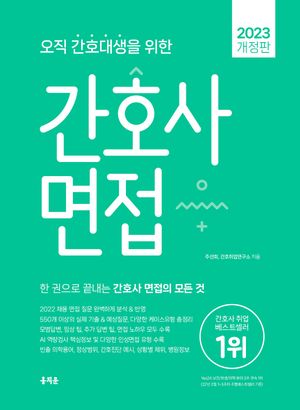 오직 간호대생을 위한
2023
개정판
간호사
면접
주선희, 간호취업연구소 지음
한 권으로 끝내는 간호사 면접의 모든 것
2022 채용 면접 질문 완벽하게 분석 & 반영
550개 이상의 실제 기출 & 예상질문, 다양한 케이스유형 총정리
모범답변, 임상 팁, 추가 답변 팁, 면접 노하우 모두 수록
AI 역량검사 핵심정보 및 다양한 인성면접 유형 수록
빈출 의학용어, 정상범위, 간호진단 예시, 상황별 체위, 병원정보
간호사 취업
베스트셀러
1위
홍지문